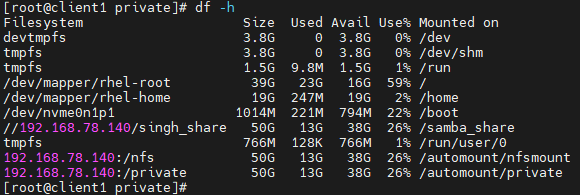 [root@client1 private]# df -h
Filesystem Size Used Avail Use% Mounted on
devtmpfs 3.8G 0 3.8G 0% /dev
tmpfs 3.8G 0 3.8G 0% /dev/shm
tmpfs 1.5G 9.8M 1.5G 1% /run
/dev/mapper/rhel-root 39G 23G 16G 59% /
/dev/mapper/rhel-home 19G 247M 19G 2% /home
/dev/nvme0n1p1 1014M 221M 794M 22% /boot
//192.168.78.140/singh_share 50G 13G 38G 26% /samba_share
tmpfs 766M 128K 766M 1% /run/user/0
192.168.78.140:/nfs 50G 13G 38G 26% /automount/nfsmount
192.168.78.140:/private 50G 13G 38G 26% /automount/private
[root@client1 private]#